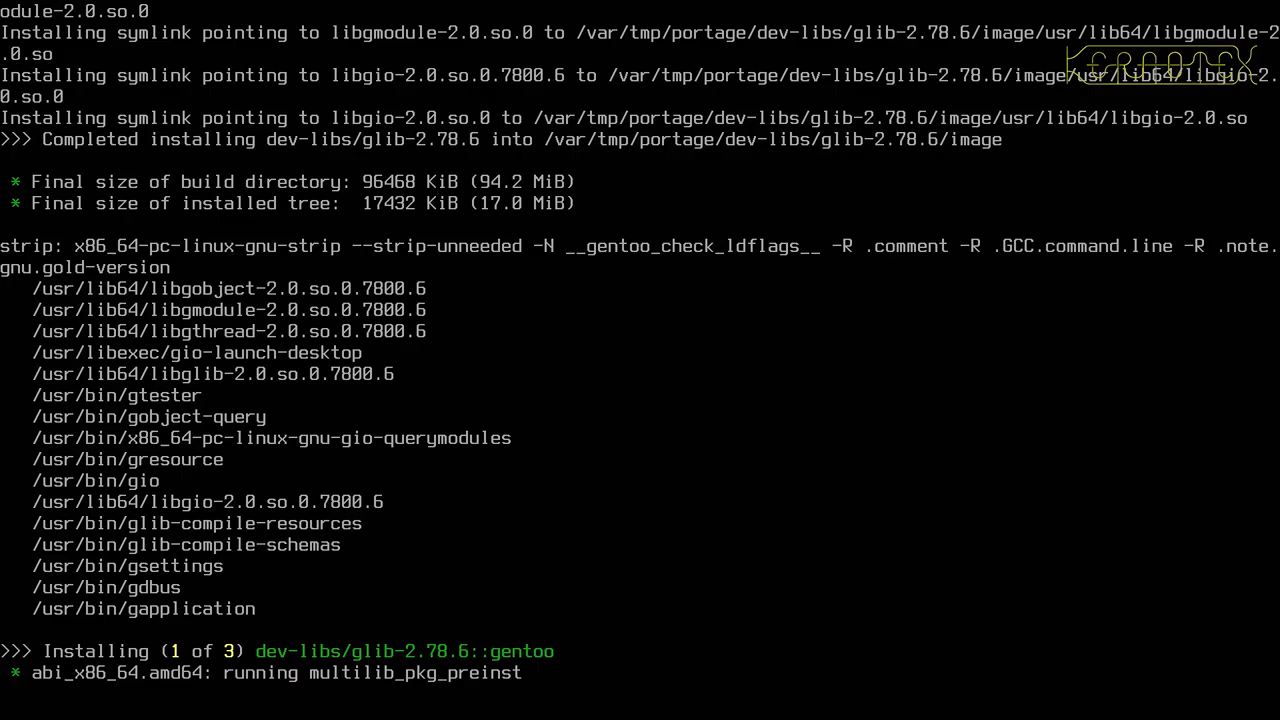 odule-2.0.so.0
Installing symlink pointing to libgmodule-2.0.so.0 to /var/tmp/portage/dev-libs/glib-2.78.6/image/usr/lib64/libgmodule-2
.0.so
Installing symlink pointing to libgio-2.0.so.0.7800.6 to /var/tmp/portage/dev-libs/glib-2.78.6/image/usr/lib64/libgio-2.
0.so.0
Installing symlink pointing to libgio-2.0.so.0 to /var/tmp/portage/dev-libs/glib-2.78.6/image/usr/lib64/libgio-2.0.so
>>> Completed installing dev-libs/glib-2.78.6 into /var/tmp/portage/dev-libs/glib-2.78.6/image
* Final size of build directory: 96468 KiB (94.2 MiB)
* Final size of installed tree:  17432 KiB (17.0 MiB)
strip: x86_64-pc-linux-gnu-strip --strip-unneeded -N __gentoo_check_ldflags__ -R .comment -R .GCC.command.line -R .note.
gnu.gold-version
/usr/lib64/libgobject-2.0.so.0.7800.6
/usr/lib64/libgmodule-2.0.so.0.7800.6
/usr/lib64/libgthread-2.0.so.0.7800.6
/usr/libexec/gio-launch-desktop
/usr/lib64/libglib-2.0.so.0.7800.6
/usr/bin/gtester
/usr/bin/gobject-query
/usr/bin/x86_64-pc-linux-gnu-gio-querymodules
/usr/bin/gresource
/usr/bin/gio
/usr/lib64/libgio-2.0.so.0.7800.6
/usr/bin/glib-compile-resources
/usr/bin/glib-compile-schemas
/usr/bin/gsettings
/usr/bin/gdbus
/usr/bin/gapplication
>>> Installing (1 of 3) dev-libs/glib-2.78.6::gentoo
* abi_x86_64.amd64: running multilib_pkg_preinst